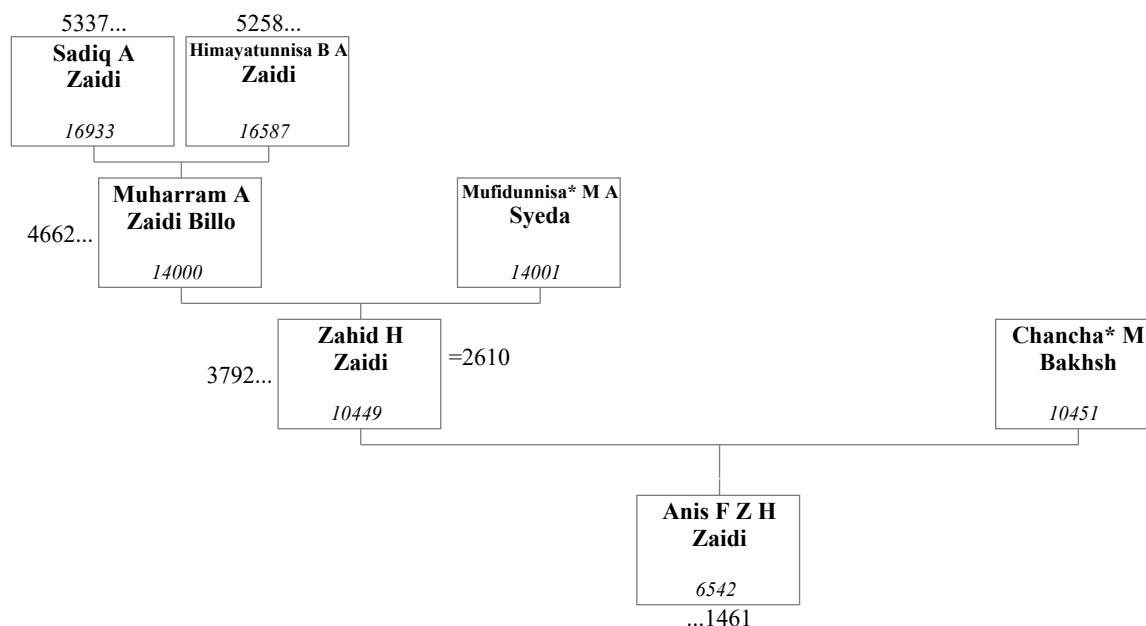 5337...
5258...
Sadiq A
Zaidi
16933
Himayatunnisa B A
Zaidi
16587
Muharram A
Zaidi Billo
14000
4662...
Mufidunnisa* M A
Syeda
14001
Zahid H
Zaidi
10449
3792...
=2610
Chancha* M
Bakhsh
10451
Anis F Z H
Zaidi
6542
...1461